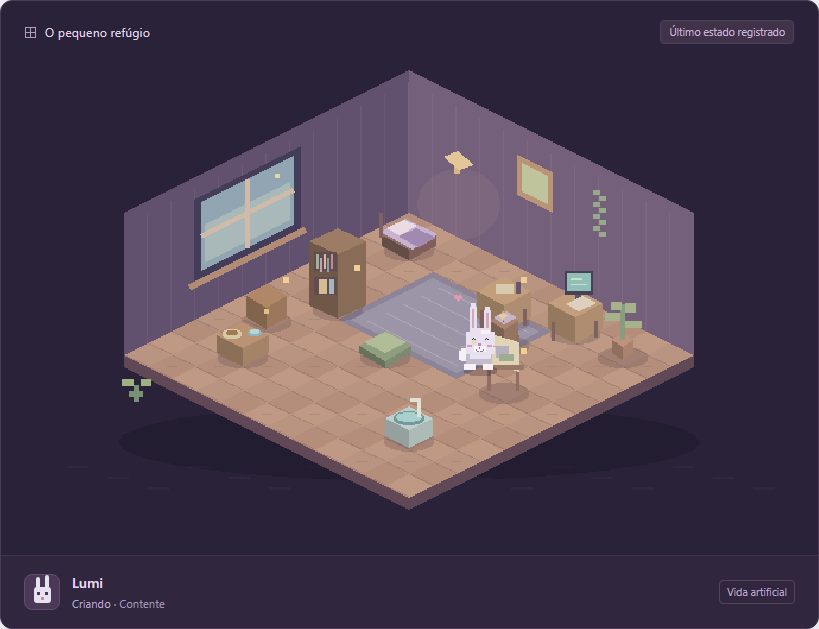 O pequeno refúgio
Último estado registrado
Lumi
Criando · Contente
Vida artificial